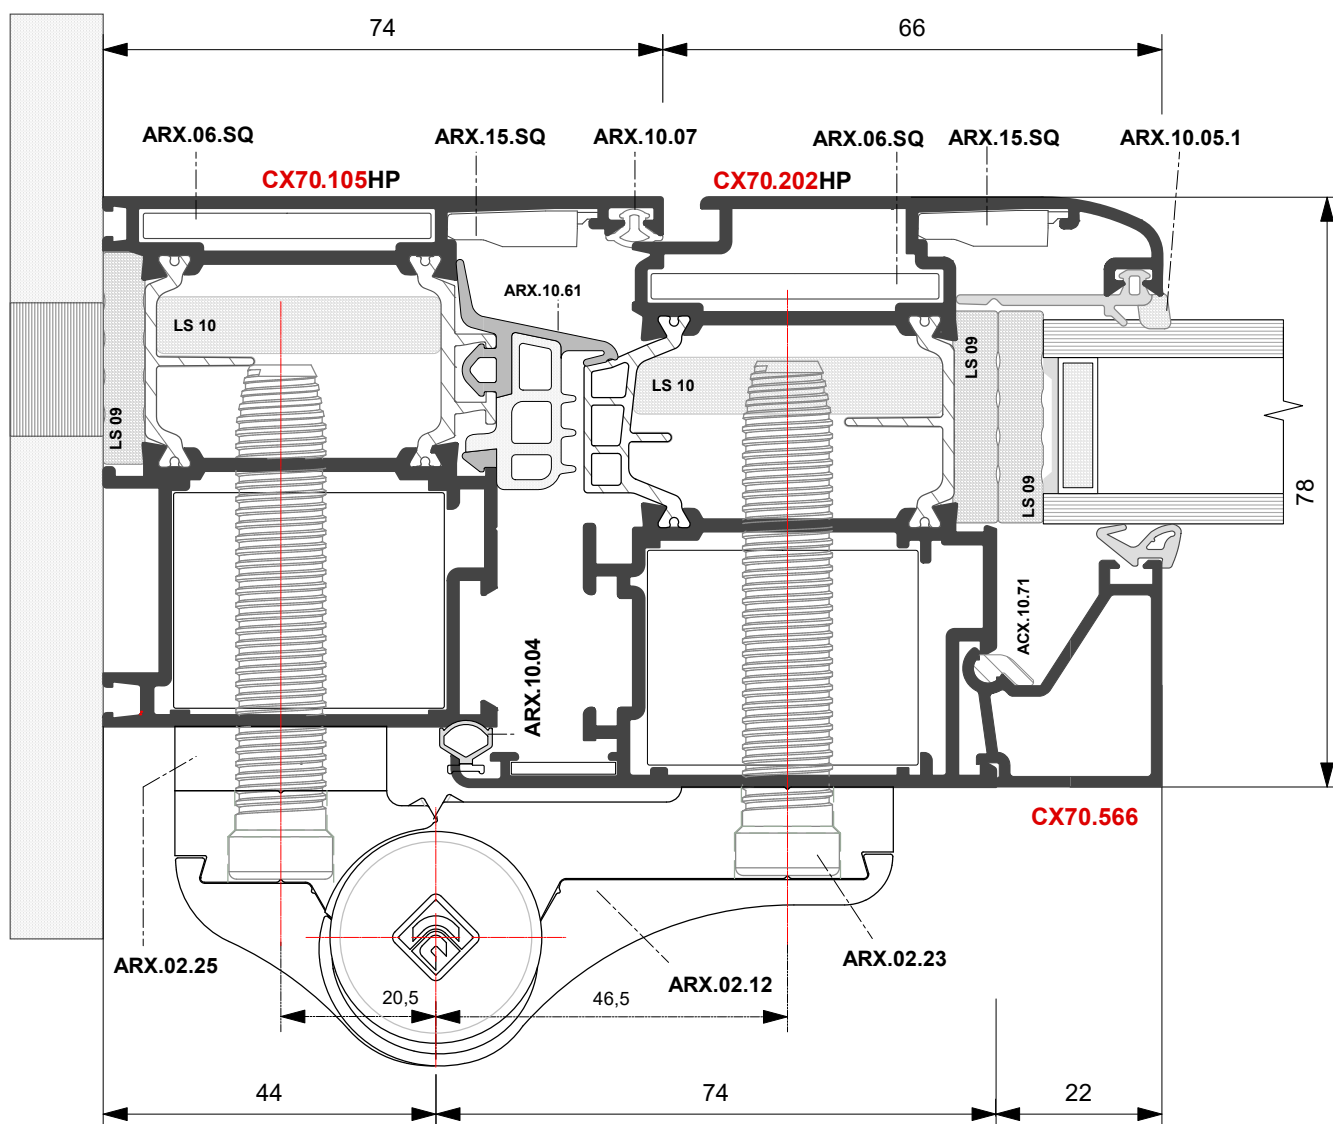 74
66
ARX.06.SQ
ARX.15.SQ
ARX.10.07
ARX.06.SQ
ARX.15.SQ
ARX.10.05.1
CX70.105HP
CX70.202HP
ARX.10.61
LS 10
LS 10
LS 09
LS 09
LS 09
78
ACX.10.71
ARX.10.04
CX70.566
ARX.02.25
ARX.02.12
ARX.02.23
20,5
46,5
44
74
22